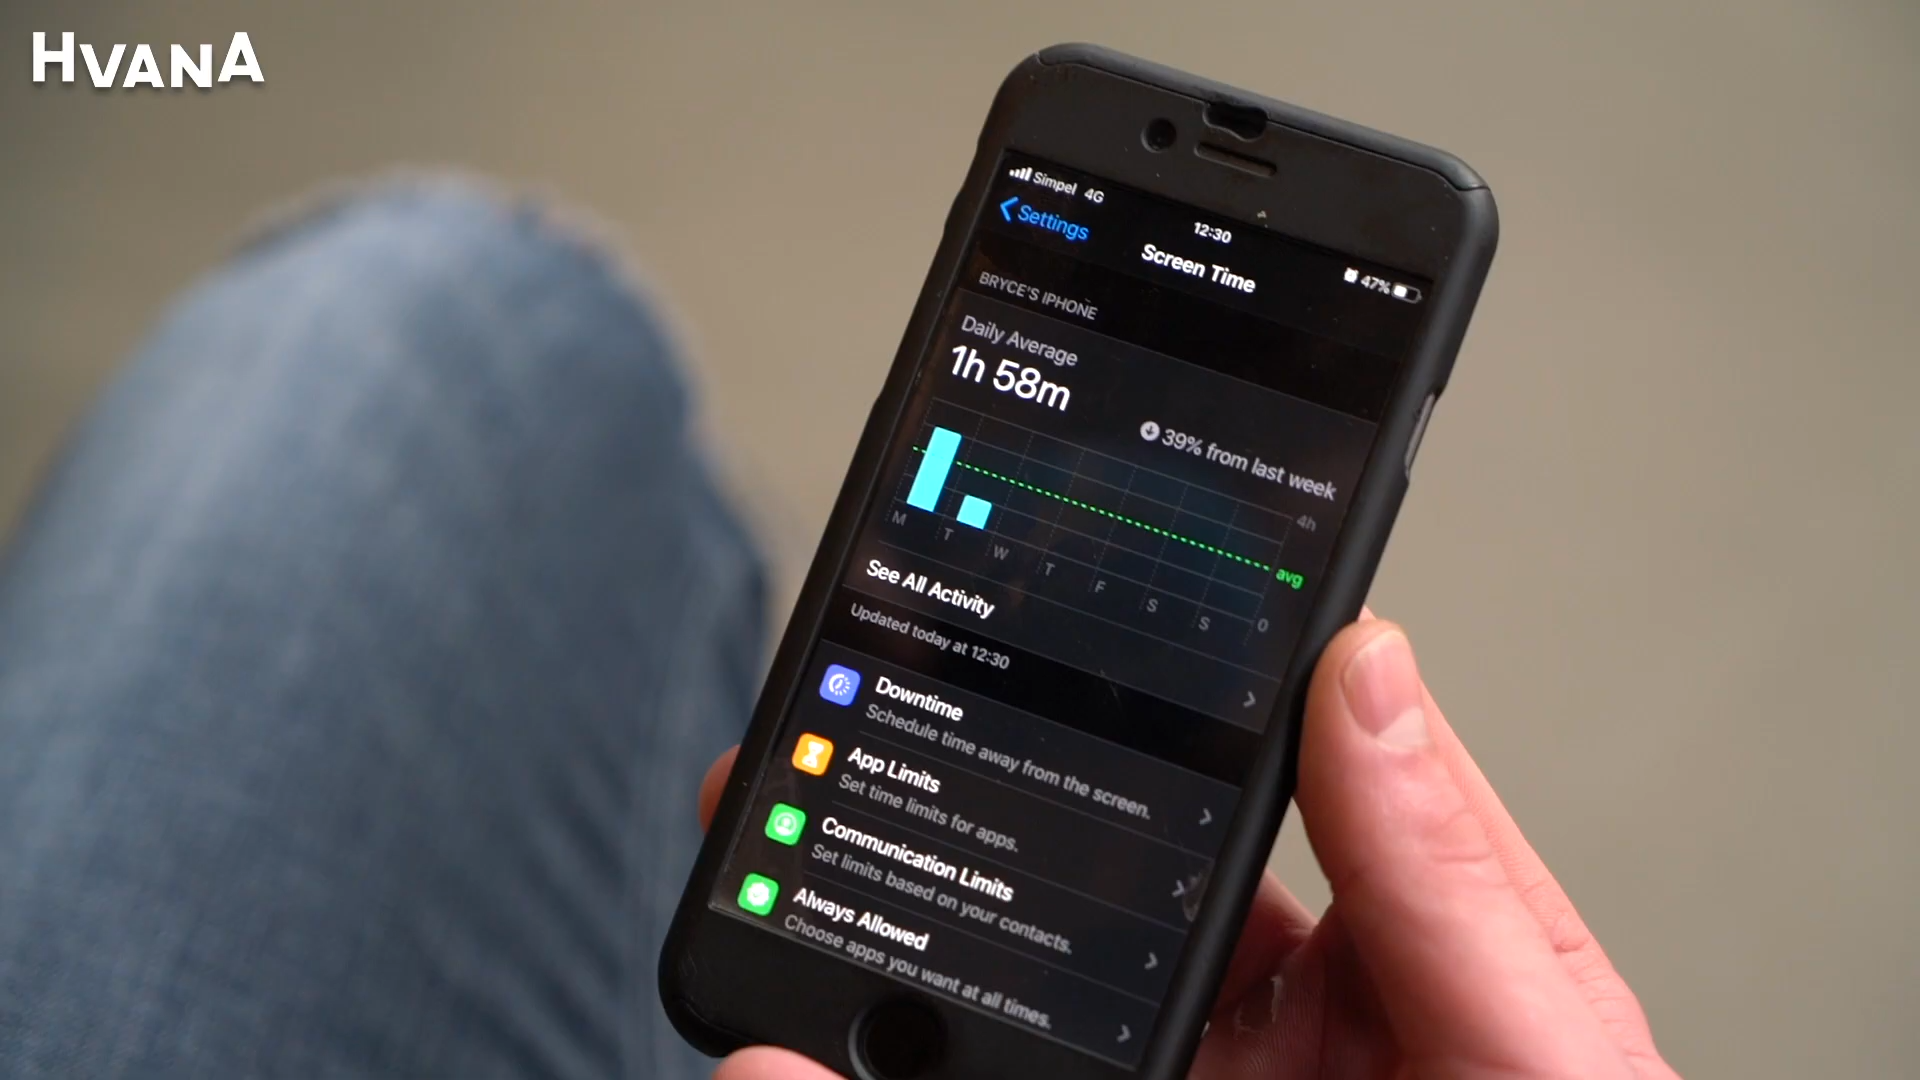 HVANA
Simpel 4G
12:30
47%
Settings
Screen Time
BRYCE'S IPHONE
Daily Average
1h 58m
39% from last week
4h
avg
M T W T F S S 0
See All Activity
Updated today at 12:30
Downtime
Schedule time away from the screen.
App Limits
Set time limits for apps.
Communication Limits
Set limits based on your contacts.
Always Allowed
Choose apps you want at all times.